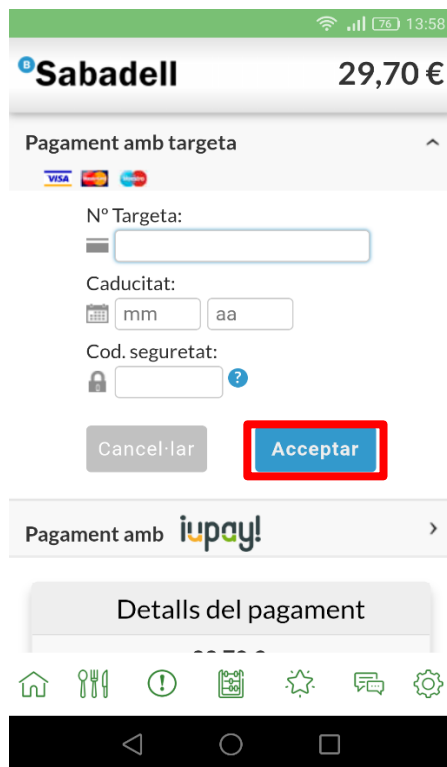 76 13:58
B Sabadell 29,70 €
Pagament amb targeta
VISA
Nº Targeta:
Caducitat:
mm aa
Cod. seguretat:
?
Cancel·lar Acceptar
Pagament amb iupay!
Detalls del pagament